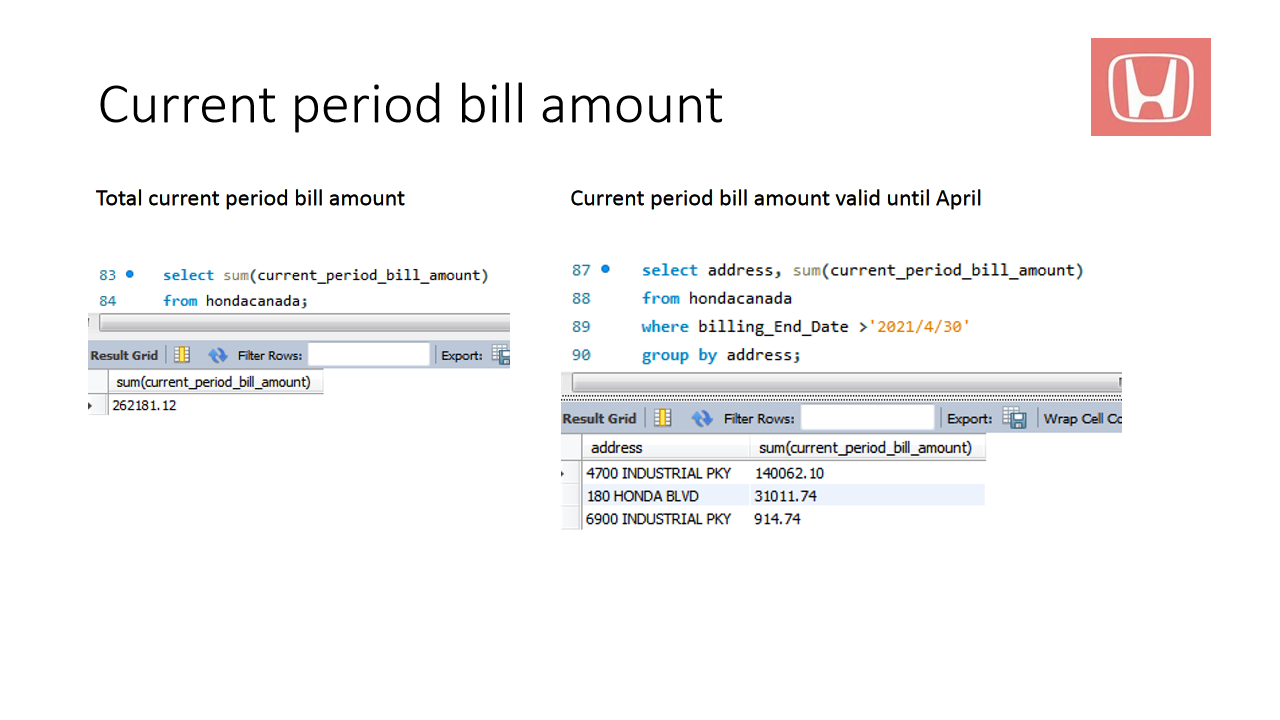 Current period bill amount
Total current period bill amount
83 select sum(current_period_bill_amount)
84 from hondacanada;
Result Grid Filter Rows: Export:
sum(current_period_bill_amount)
262181.12
Current period bill amount valid until April
87 select address, sum(current_period_bill_amount)
88 from hondacanada
89 where billing_End_Date >'2021/4/30'
90 group by address;
Result Grid Filter Rows: Export: Wrap Cell Co
address sum(current_period_bill_amount)
4700 INDUSTRIAL PKY 140062.10
180 HONDA BLVD 31011.74
6900 INDUSTRIAL PKY 914.74